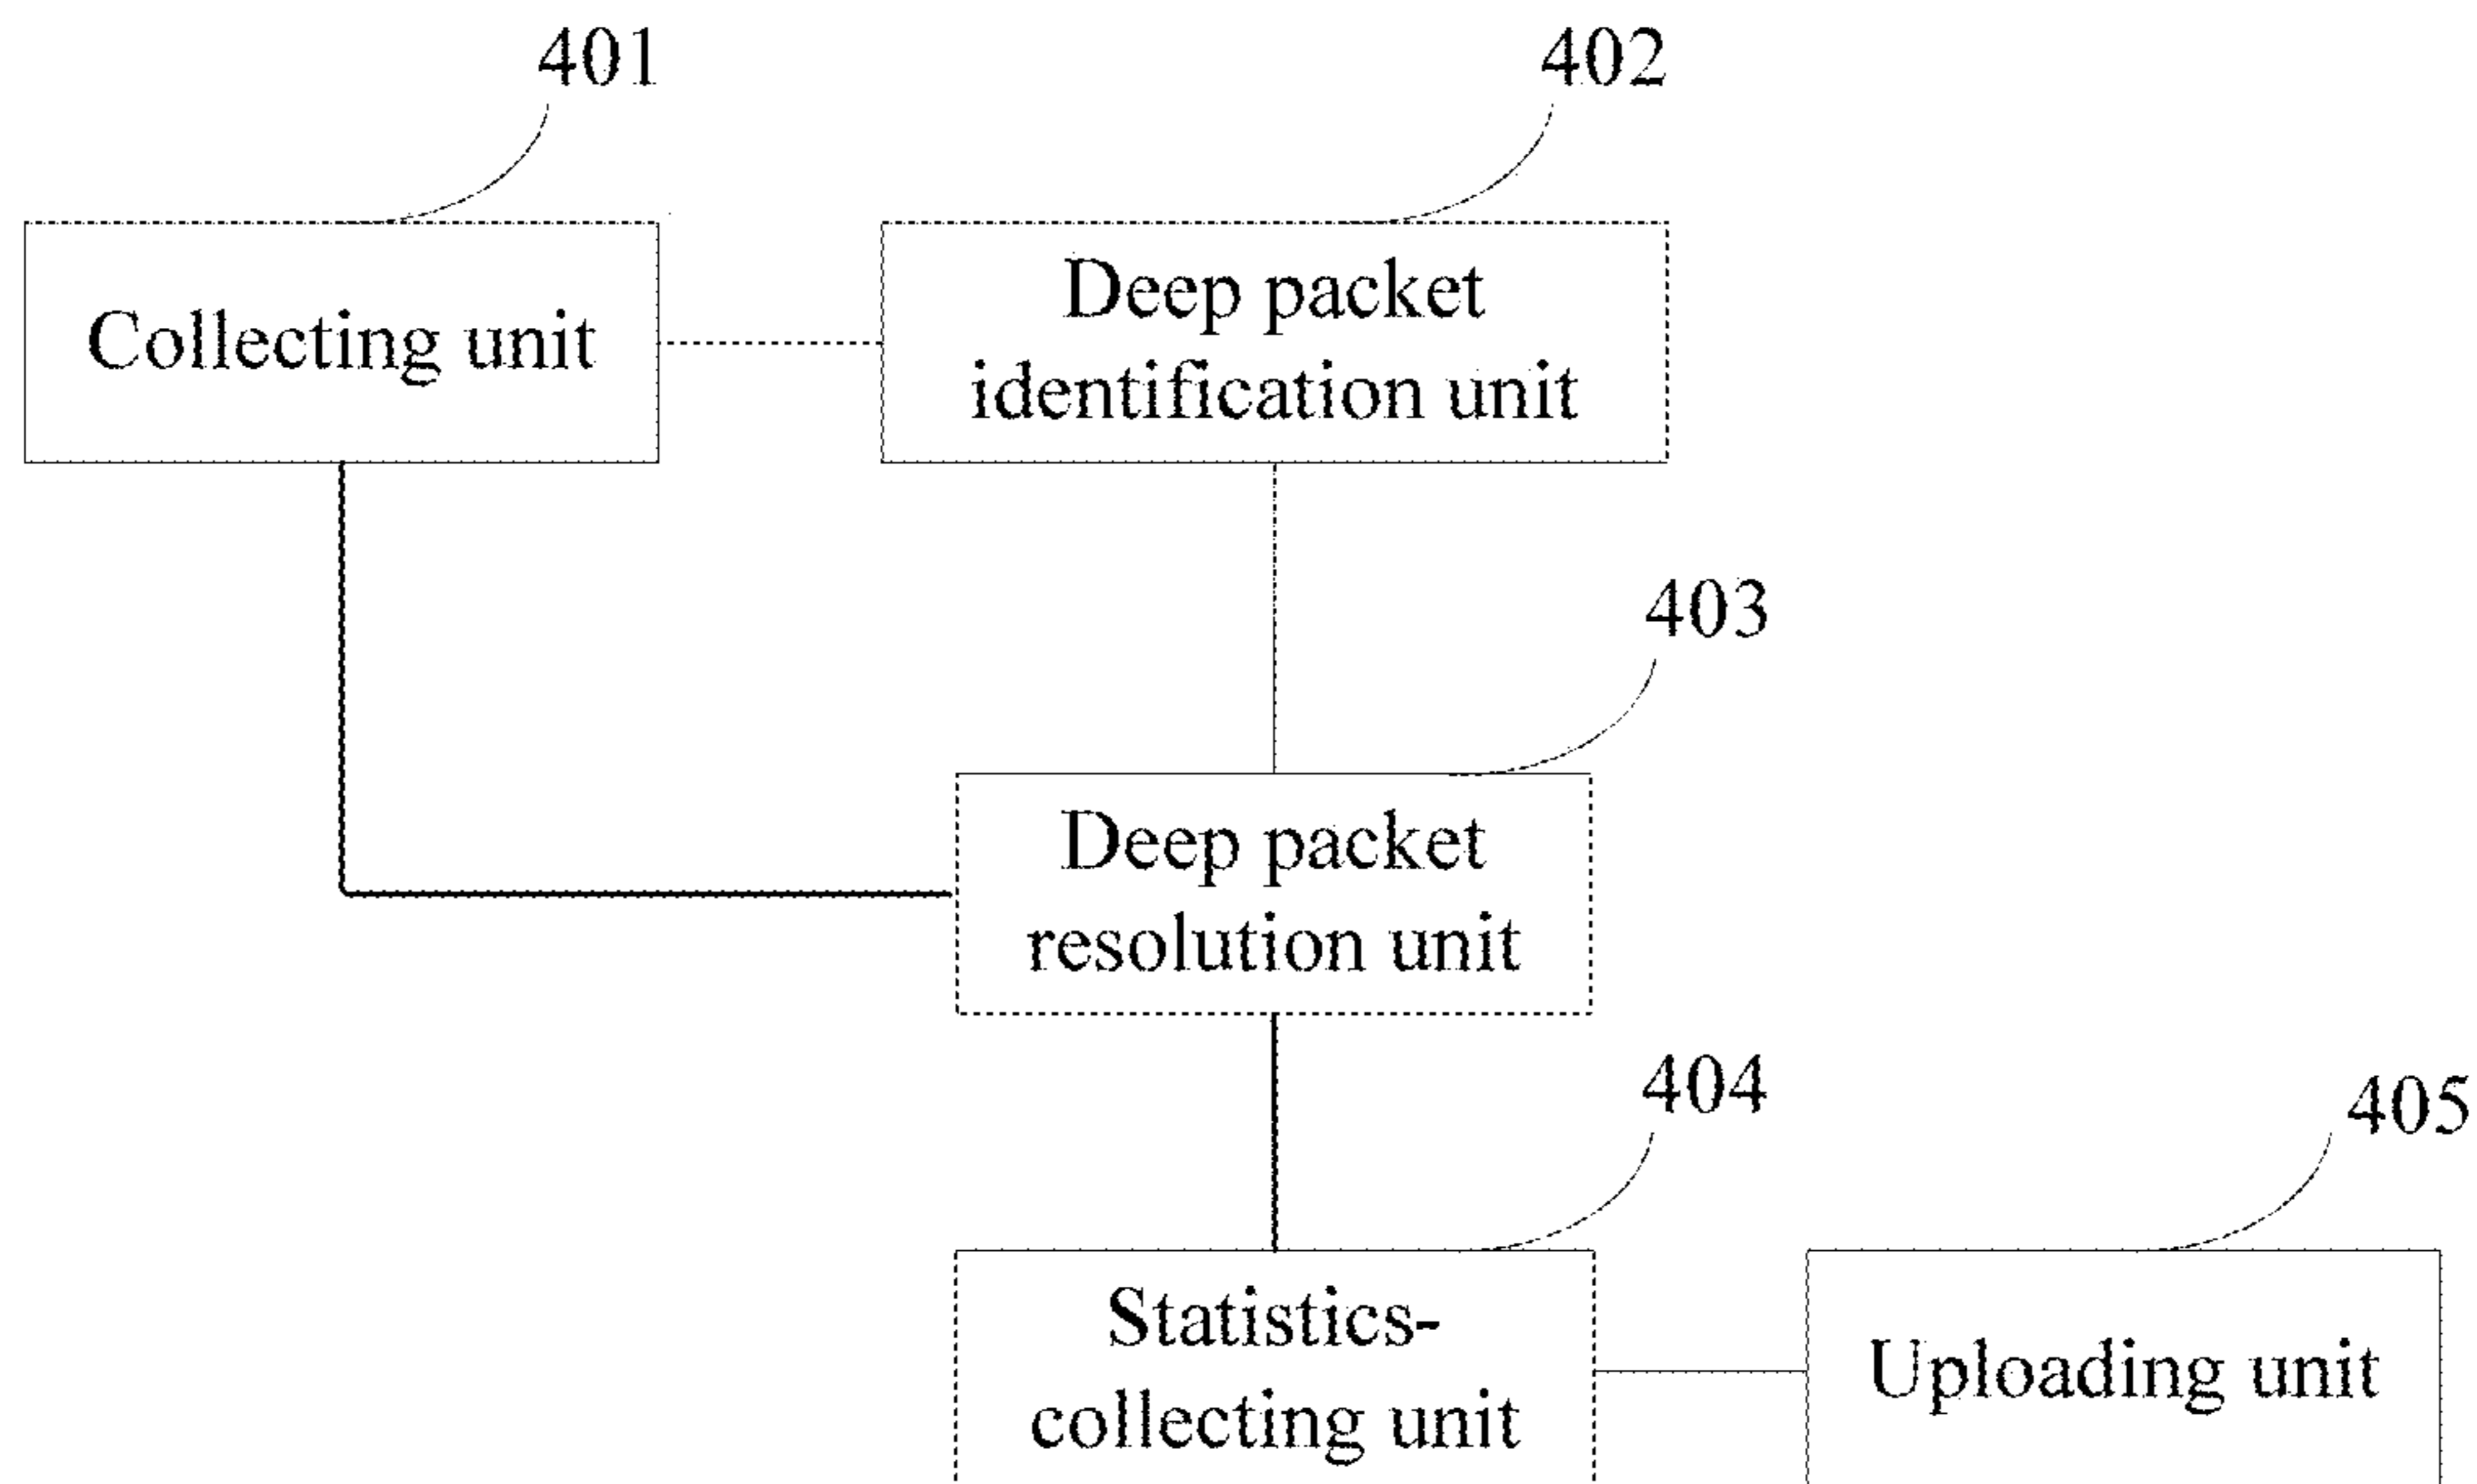 401
402
Collecting unit
Deep packet
identification unit
403
Deep packet
resolution unit
404
405
Statistics-
collecting unit
Uploading unit